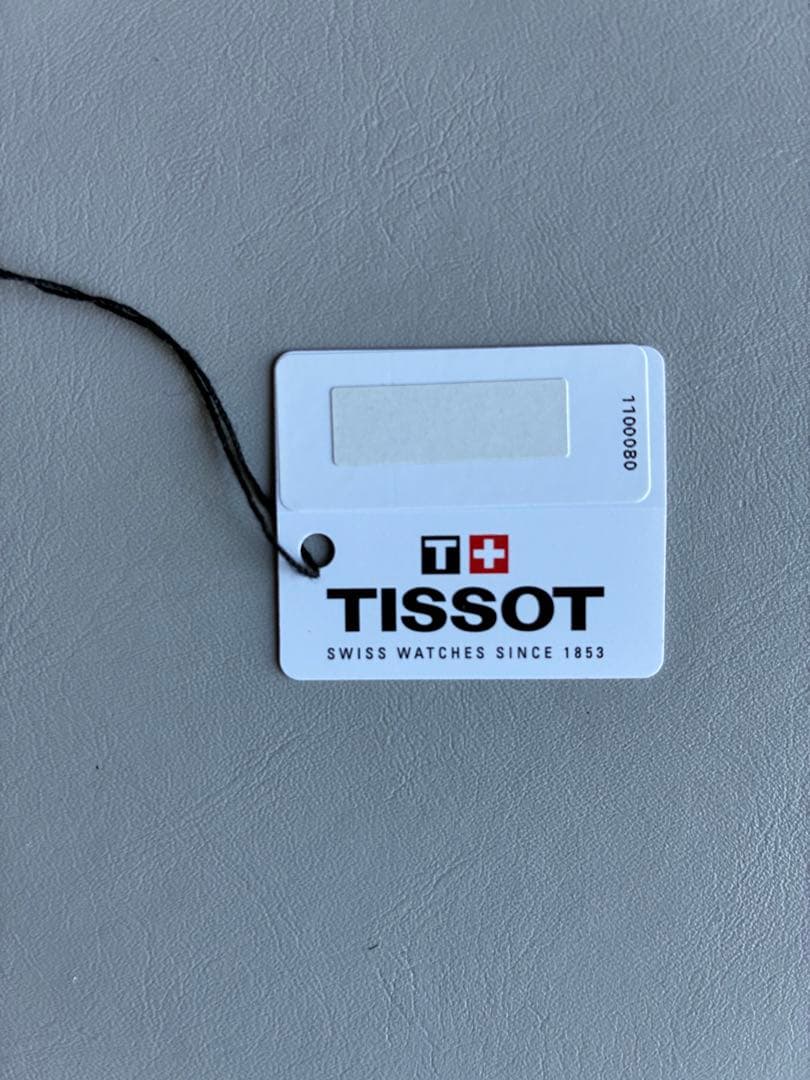 1100080
T+
TISSOT
SWISS WATCHES SINCE 1853